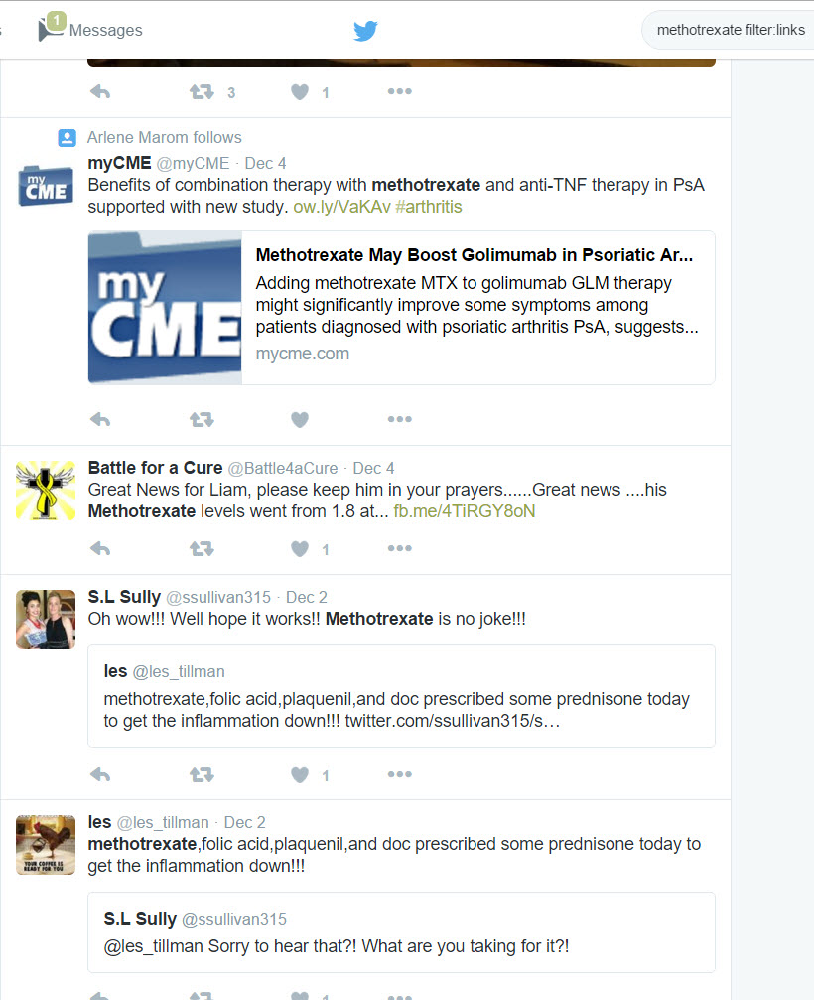 1
Messages
methotrexate filter:links
3
1
Arlene Marom follows
myCME @myCME · Dec 4
my
CME
Benefits of combination therapy with methotrexate and anti-TNF therapy in PsA
supported with new study. ow.ly/VaKAv #arthritis
my
CME
Methotrexate May Boost Golimumab in Psoriatic Ar...
Adding methotrexate MTX to golimumab GLM therapy
might significantly improve some symptoms among
patients diagnosed with psoriatic arthritis PsA, suggests...
mycme.com
Battle for a Cure @Battle4aCure · Dec 4
Great News for Liam, please keep him in your prayers......Great news ....his
Methotrexate levels went from 1.8 at... fb.me/4TiRGY8oN
1
S.L Sully @ssullivan315 · Dec 2
Oh wow!!! Well hope it works!! Methotrexate is no joke!!!
les @les_tillman
methotrexate,folic acid,plaquenil,and doc prescribed some prednisone today
to get the inflammation down!!! twitter.com/ssullivan315/s…
1
les @les_tillman · Dec 2
methotrexate,folic acid,plaquenil,and doc prescribed some prednisone today to
get the inflammation down!!!
YOUR COFFEE IS
READY FOR YOU
S.L Sully @ssullivan315
@les_tillman Sorry to hear that?! What are you taking for it?!
1